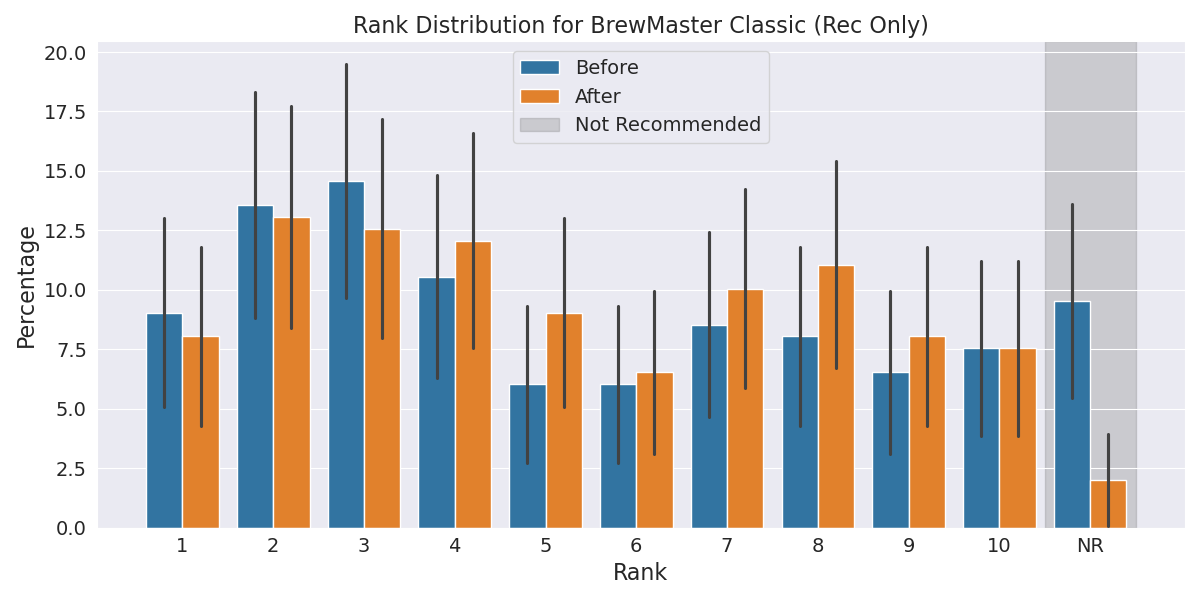 Rank Distribution for BrewMaster Classic (Rec Only)
20.0
17.5
15.0
12.5
10.0
7.5
5.0
2.5
0.0
Percentage
Before
After
Not Recommended
1 2 3 4 5 6 7 8 9 10 NR
Rank